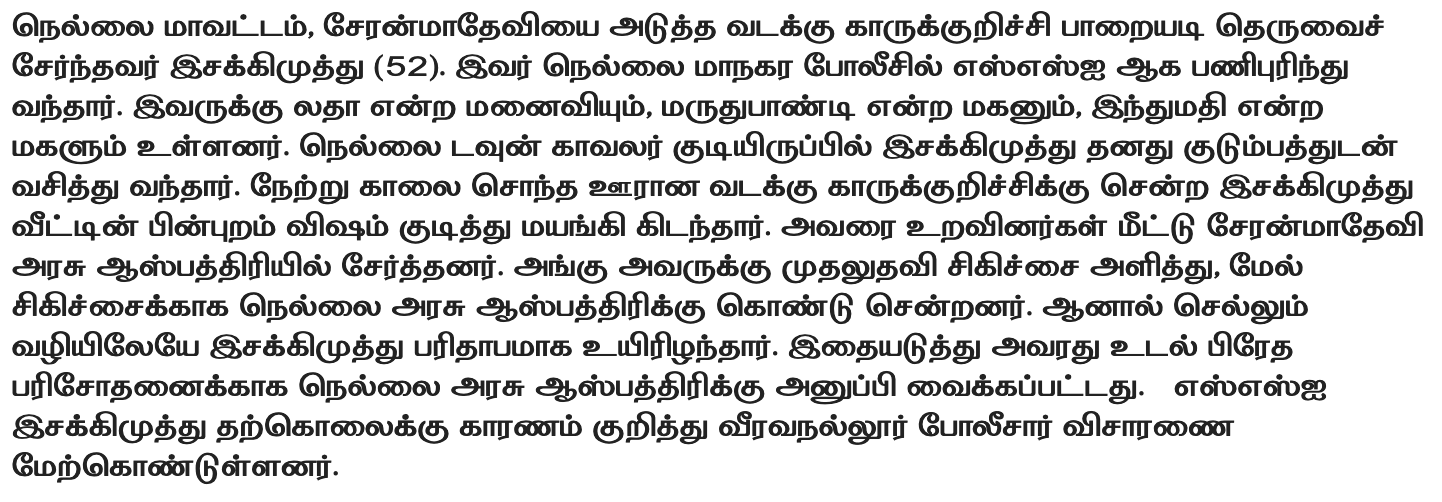 நெல்லை மாவட்டம், சேரன்மாதேவியை அடுத்த வடக்கு காருக்குறிச்சி பாறையடி தெருவைச்
சேர்ந்தவர் இசக்கிமுத்து (52). இவர் நெல்லை மாநகர போலீசில் எஸ்எஸ்ஐ ஆக பணிபுரிந்து
வந்தார். இவருக்கு லதா என்ற மனைவியும், மருதுபாண்டி என்ற மகனும், இந்துமதி என்ற
மகளும் உள்ளனர். நெல்லை டவுன் காவலர் குடியிருப்பில் இசக்கிமுத்து தனது குடும்பத்துடன்
வசித்து வந்தார். நேற்று காலை சொந்த ஊரான வடக்கு காருக்குறிச்சிக்கு சென்ற இசக்கிமுத்து
வீட்டின் பின்புறம் விஷம் குடித்து மயங்கி கிடந்தார். அவரை உறவினர்கள் மீட்டு சேரன்மாதேவி
அரசு ஆஸ்பத்திரியில் சேர்த்தனர். அங்கு அவருக்கு முதலுதவி சிகிச்சை அளித்து, மேல்
சிகிச்சைக்காக நெல்லை அரசு ஆஸ்பத்திரிக்கு கொண்டு சென்றனர். ஆனால் செல்லும்
வழியிலேயே இசக்கிமுத்து பரிதாபமாக உயிரிழந்தார். இதையடுத்து அவரது உடல் பிரேத
பரிசோதனைக்காக நெல்லை அரசு ஆஸ்பத்திரிக்கு அனுப்பி வைக்கப்பட்டது. எஸ்எஸ்ஐ
இசக்கிமுத்து தற்கொலைக்கு காரணம் குறித்து வீரவநல்லூர் போலீசார் விசாரணை
மேற்கொண்டுள்ளனர்.